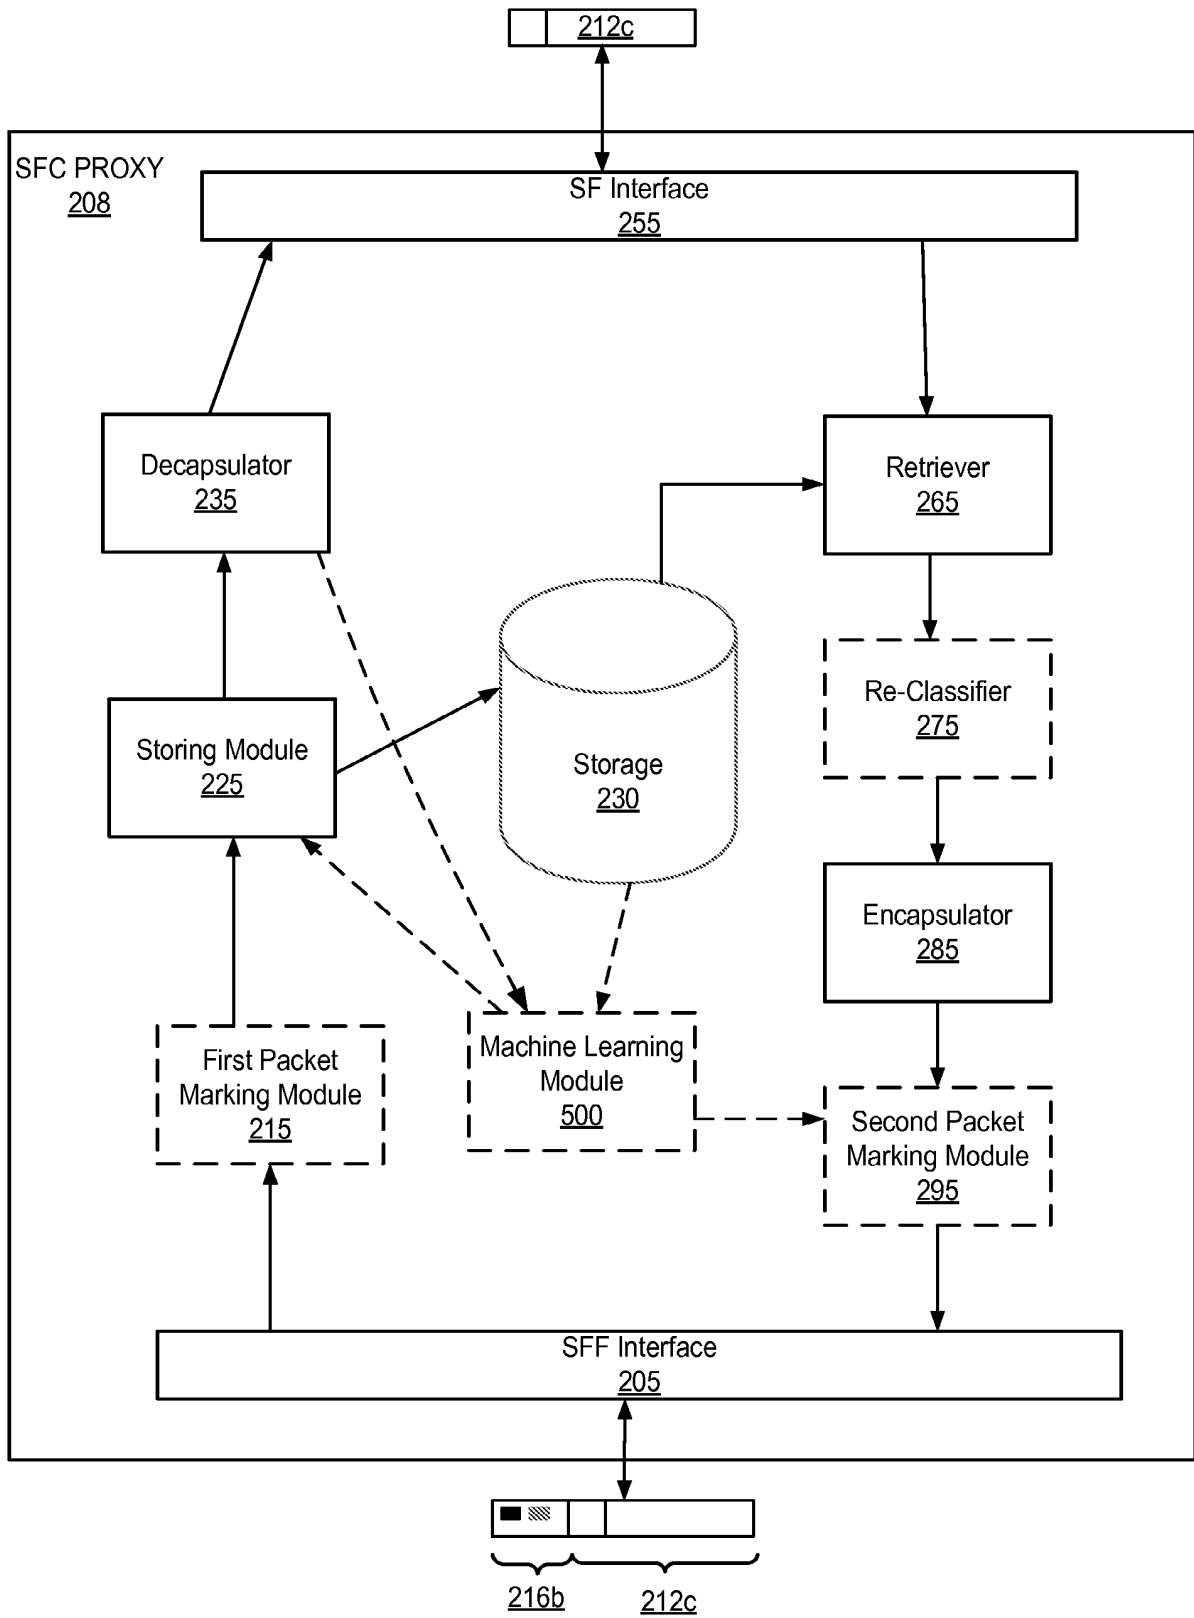 212c
SFC PROXY
208
SF Interface
255
Decapsulator
235
Retriever
265
Re-Classifier
275
Storing Module
225
Storage
230
Encapsulator
285
First Packet
Marking Module
215
Machine Learning
Module
500
Second Packet
Marking Module
295
SFF Interface
205
216b
212c